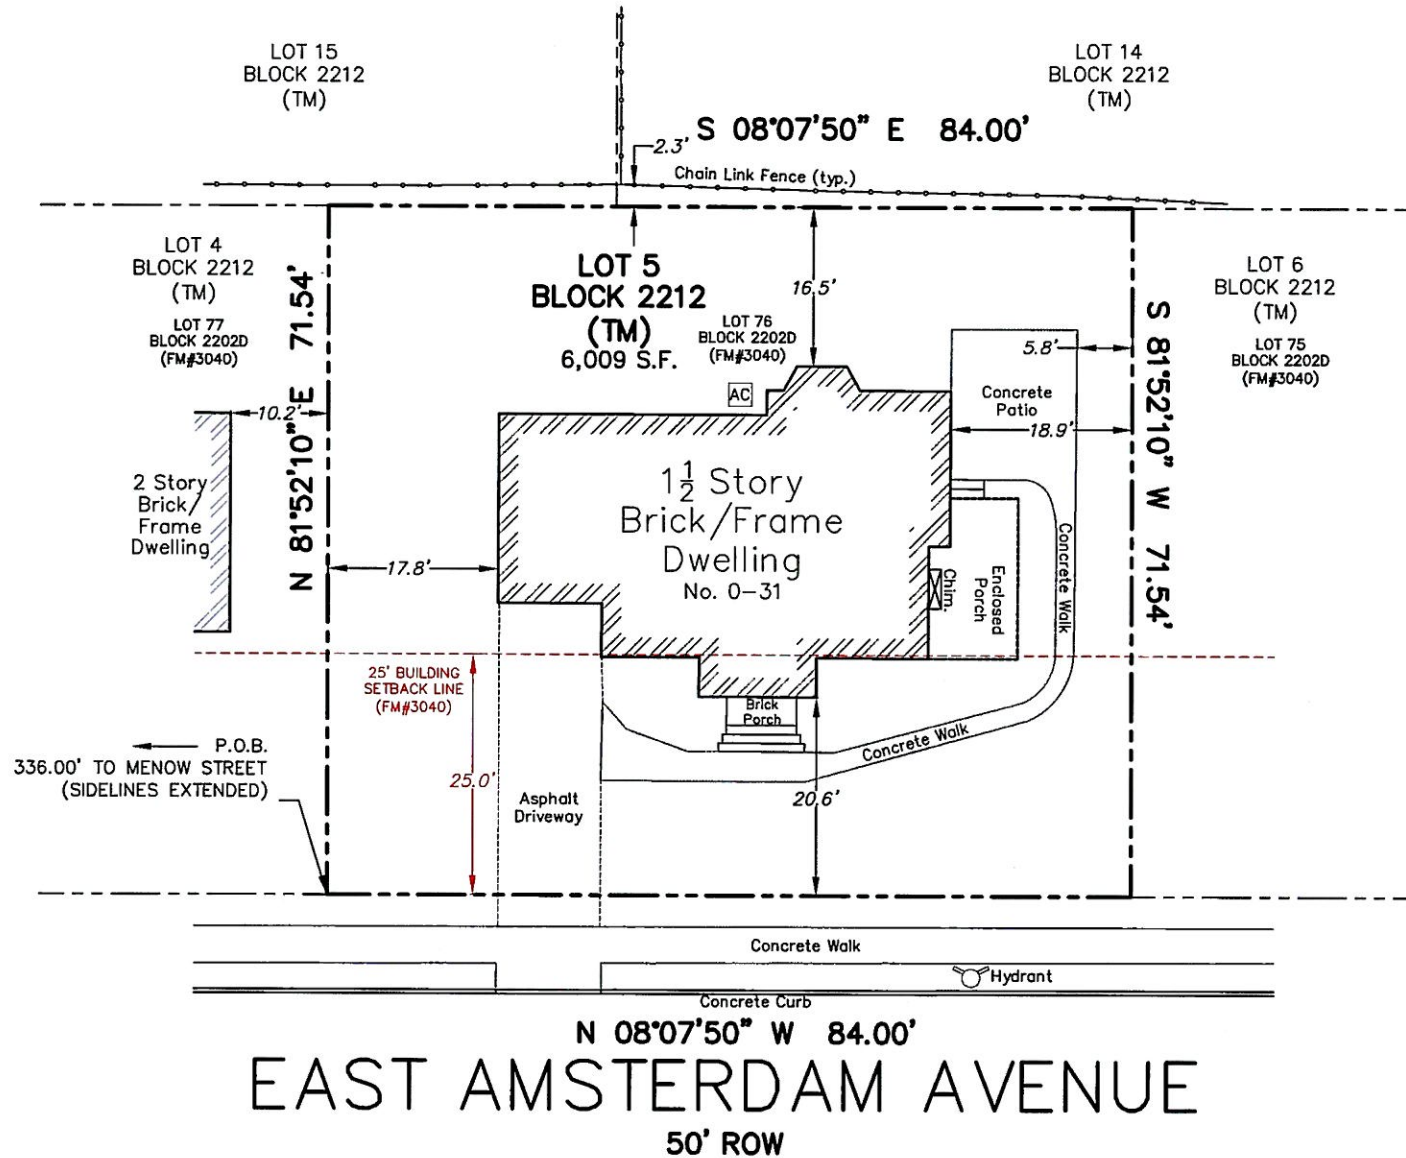 LOT 15
BLOCK 2212
(TM)
LOT 14
BLOCK 2212
(TM)
S 08°07'50" E 84.00'
2.3'
Chain Link Fence (typ.)
LOT 4
BLOCK 2212
(TM)
LOT 77
BLOCK 2202D
(FM#3040)
N 81°52'10" E 71.54'
LOT 5
BLOCK 2212
(TM)
6,009 S.F.
16.5'
LOT 76
BLOCK 2202D
(FM#3040)
AC
LOT 6
BLOCK 2212
(TM)
LOT 75
BLOCK 2202D
(FM#3040)
S 81°52'10" W 71.54'
5.8'
Concrete
Patio
18.9'
10.2'
2 Story
Brick/
Frame
Dwelling
17.8'
1½ Story
Brick/Frame
Dwelling
No. 0-31
Chim.
Enclosed
Porch
Concrete Walk
25' BUILDING
SETBACK LINE
(FM#3040)
Brick
Porch
Concrete Walk
P.O.B.
336.00' TO MENOW STREET
(SIDELINES EXTENDED)
25.0'
Asphalt
Driveway
20.6'
Concrete Walk
Hydrant
Concrete Curb
N 08°07'50" W 84.00'
EAST AMSTERDAM AVENUE
50' ROW